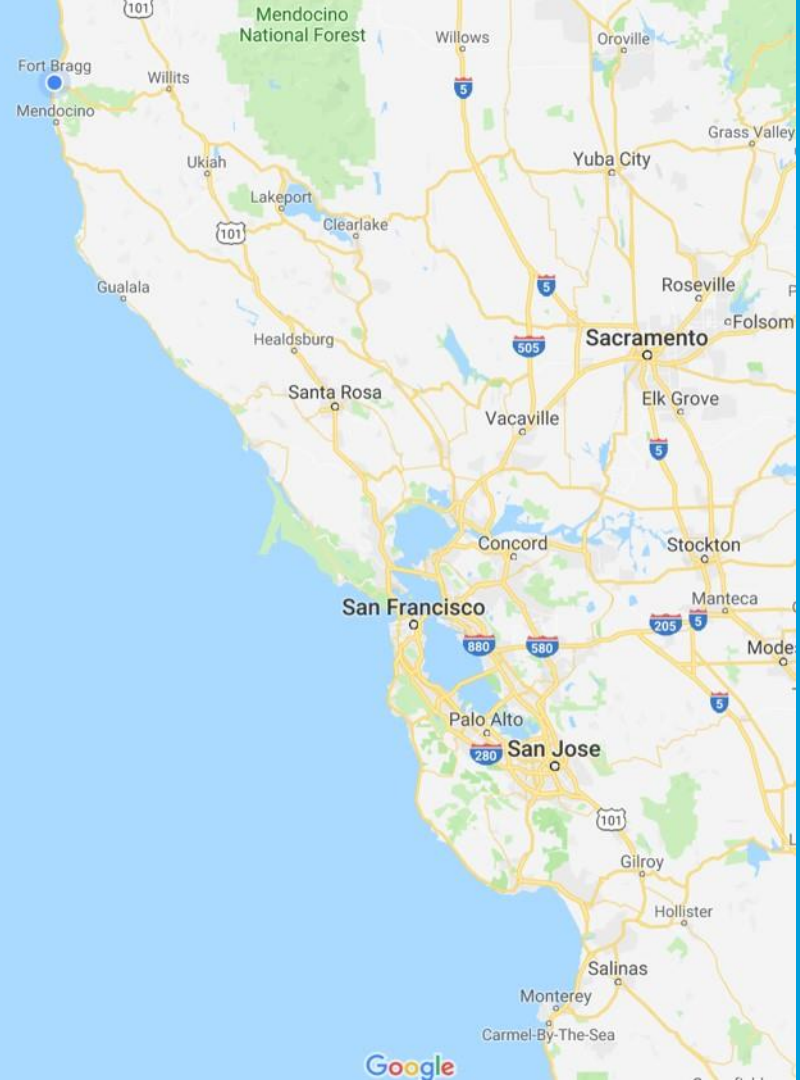 101
Mendocino
National Forest
Willows
Oroville
Fort Bragg
Willits
5
Mendocino
Grass Valley
Ukiah
Yuba City
Lakeport
Clearlake
101
Gualala
5
Roseville
P
Folsom
Healdsburg
505
Sacramento
Santa Rosa
Elk Grove
Vacaville
5
Concord
Stockton
San Francisco
Manteca
205
5
880
580
Mode
5
Palo Alto
280
San Jose
101
L
Gilroy
Hollister
Salinas
Monterey
Carmel-By-The-Sea
Google